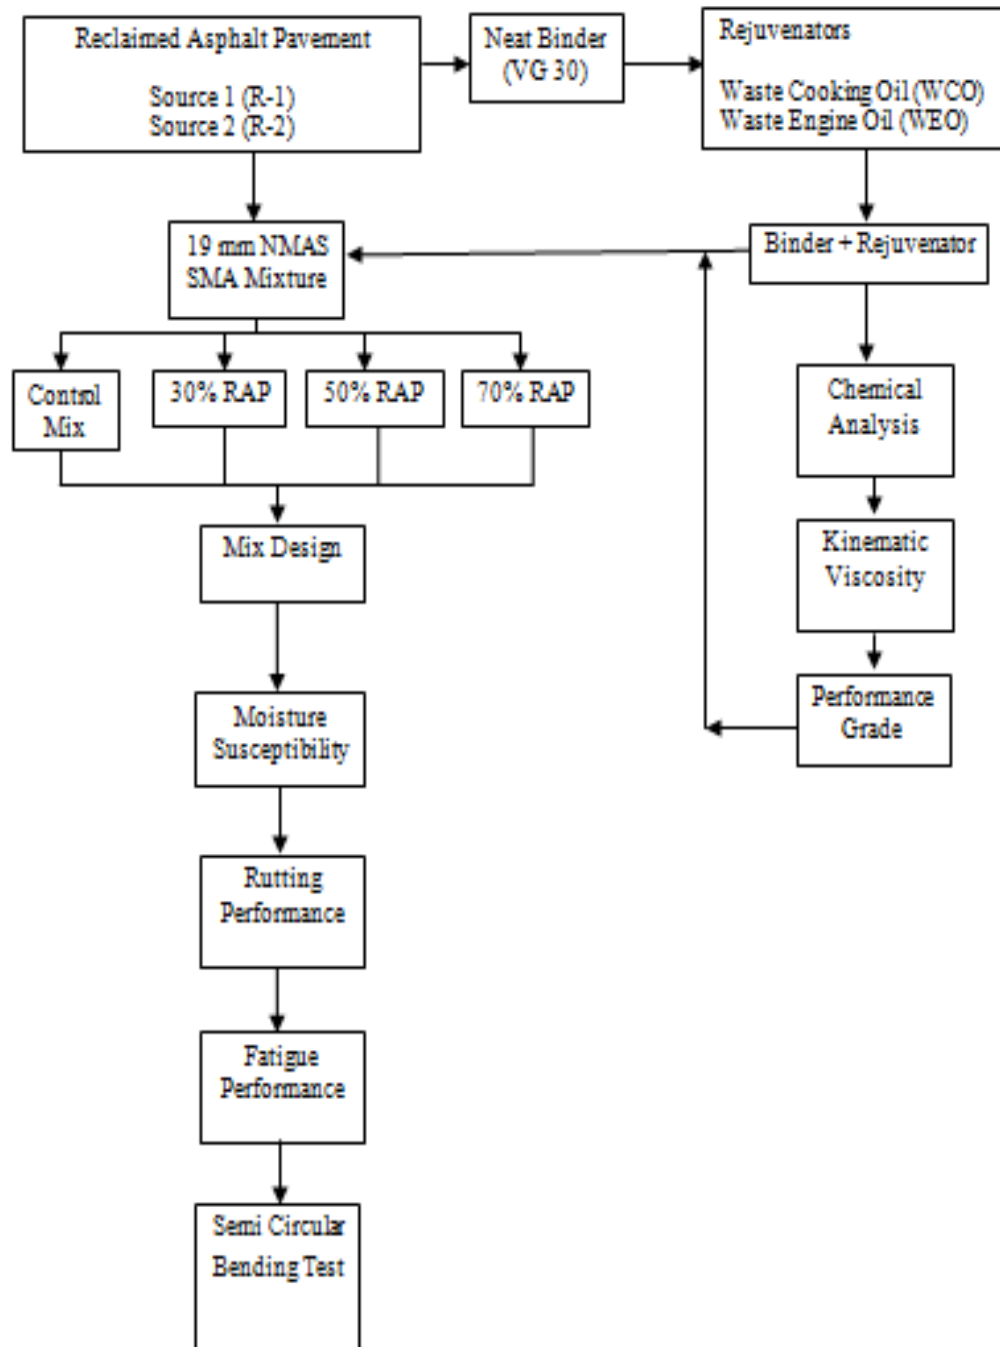 Reclaimed Asphalt Pavement
Source 1 (R-1)
Source 2 (R-2)
Neat Binder
(VG 30)
Rejuvenators
Waste Cooking Oil (WCO)
Waste Engine Oil (WEO)
19 mm NMAS
SMA Mixture
Binder + Rejuvenator
Control
Mix
30% RAP
50% RAP
70% RAP
Chemical
Analysis
Kinematic
Viscosity
Performance
Grade
Mix Design
Moisture
Susceptibility
Rutting
Performance
Fatigue
Performance
Semi Circular
Bending Test